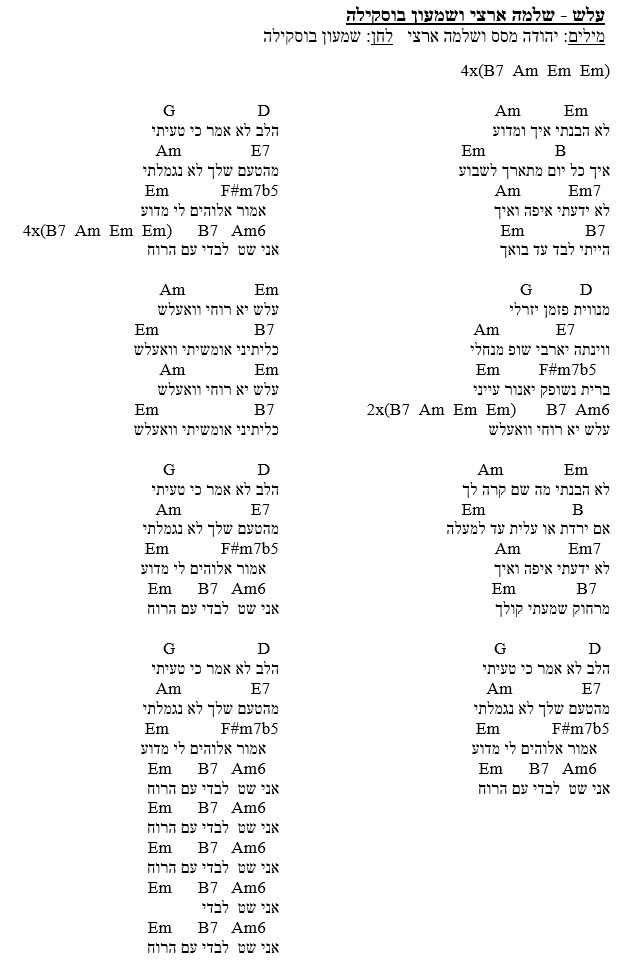 עלש - שלמה ארצי ושמעון בוסקילה
מילים: יהודה מסס ושלמה ארצי לחן: שמעון בוסקילה
4x(B7 Am Em Em)
Am Em
לא הבנתי איך ומדוע
Em B
איך כל יום מתארך לשבוע
Am Em7
לא ידעתי איפה ואיך
Em B7
הייתי לבד עד בואך
G D
מנווית פזמן יזרלי
Am E7
ווינתה יארבי שופ מנחלי
Em F#m7b5
ברית נשופק יאנור עייני
2x(B7 Am Em Em) B7 Am6
עלש יא רוחי וואעלש
Am Em
לא הבנתי מה שם קרה לך
Em B
אם ירדת או עלית עד למעלה
Am Em7
לא ידעתי איפה ואיך
Em B7
מרחוק שמעתי קולך
G D
הלב לא אמר כי טעיתי
Am E7
מהטעם שלך לא נגמלתי
Em F#m7b5
אמור אלוהים לי מדוע
Em B7 Am6
אני שט לבדי עם הרוח
G D
הלב לא אמר כי טעיתי
Am E7
מהטעם שלך לא נגמלתי
Em F#m7b5
אמור אלוהים לי מדוע
4x(B7 Am Em Em) B7 Am6
אני שט לבדי עם הרוח
Am Em
עלש יא רוחי וואעלש
Em B7
כליתיני אומשיתי וואעלש
Am Em
עלש יא רוחי וואעלש
Em B7
כליתיני אומשיתי וואעלש
G D
הלב לא אמר כי טעיתי
Am E7
מהטעם שלך לא נגמלתי
Em F#m7b5
אמור אלוהים לי מדוע
Em B7 Am6
אני שט לבדי עם הרוח
G D
הלב לא אמר כי טעיתי
Am E7
מהטעם שלך לא נגמלתי
Em F#m7b5
אמור אלוהים לי מדוע
Em B7 Am6
אני שט לבדי עם הרוח
Em B7 Am6
אני שט לבדי עם הרוח
Em B7 Am6
אני שט לבדי עם הרוח
Em B7 Am6
אני שט לבדי
Em B7 Am6
אני שט לבדי עם הרוח